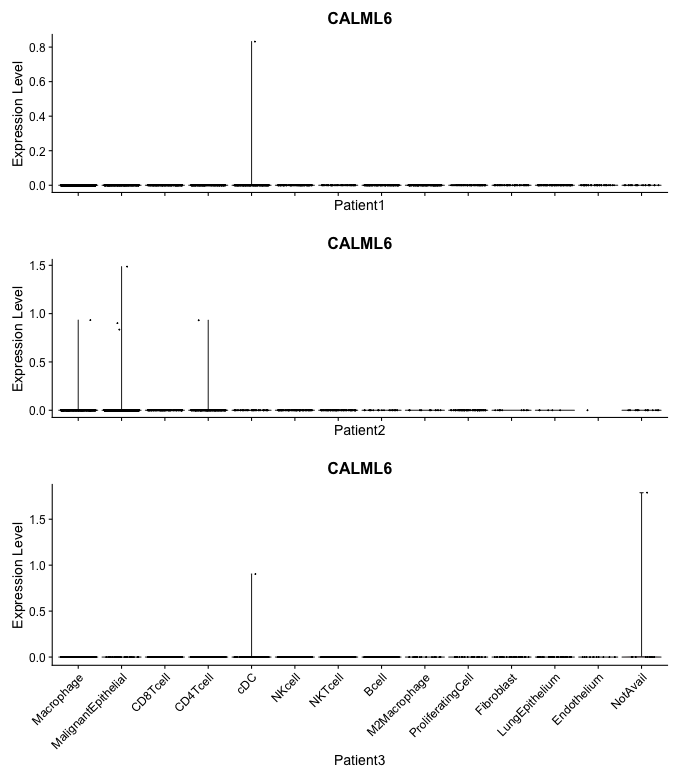 CALML6
Expression Level
0.8
0.6
0.4
0.2
0.0
Patient1
CALML6
Expression Level
1.5
1.0
0.5
0.0
Patient2
CALML6
Expression Level
1.5
1.0
0.5
0.0
Macrophage
MalignantEpithelial
CD8Tcell
CD4Tcell
cDC
NKcell
NKTcell
Bcell
M2Macrophage
ProliferatingCell
Fibroblast
LungEpithelium
Endothelium
NotAvail
Patient3